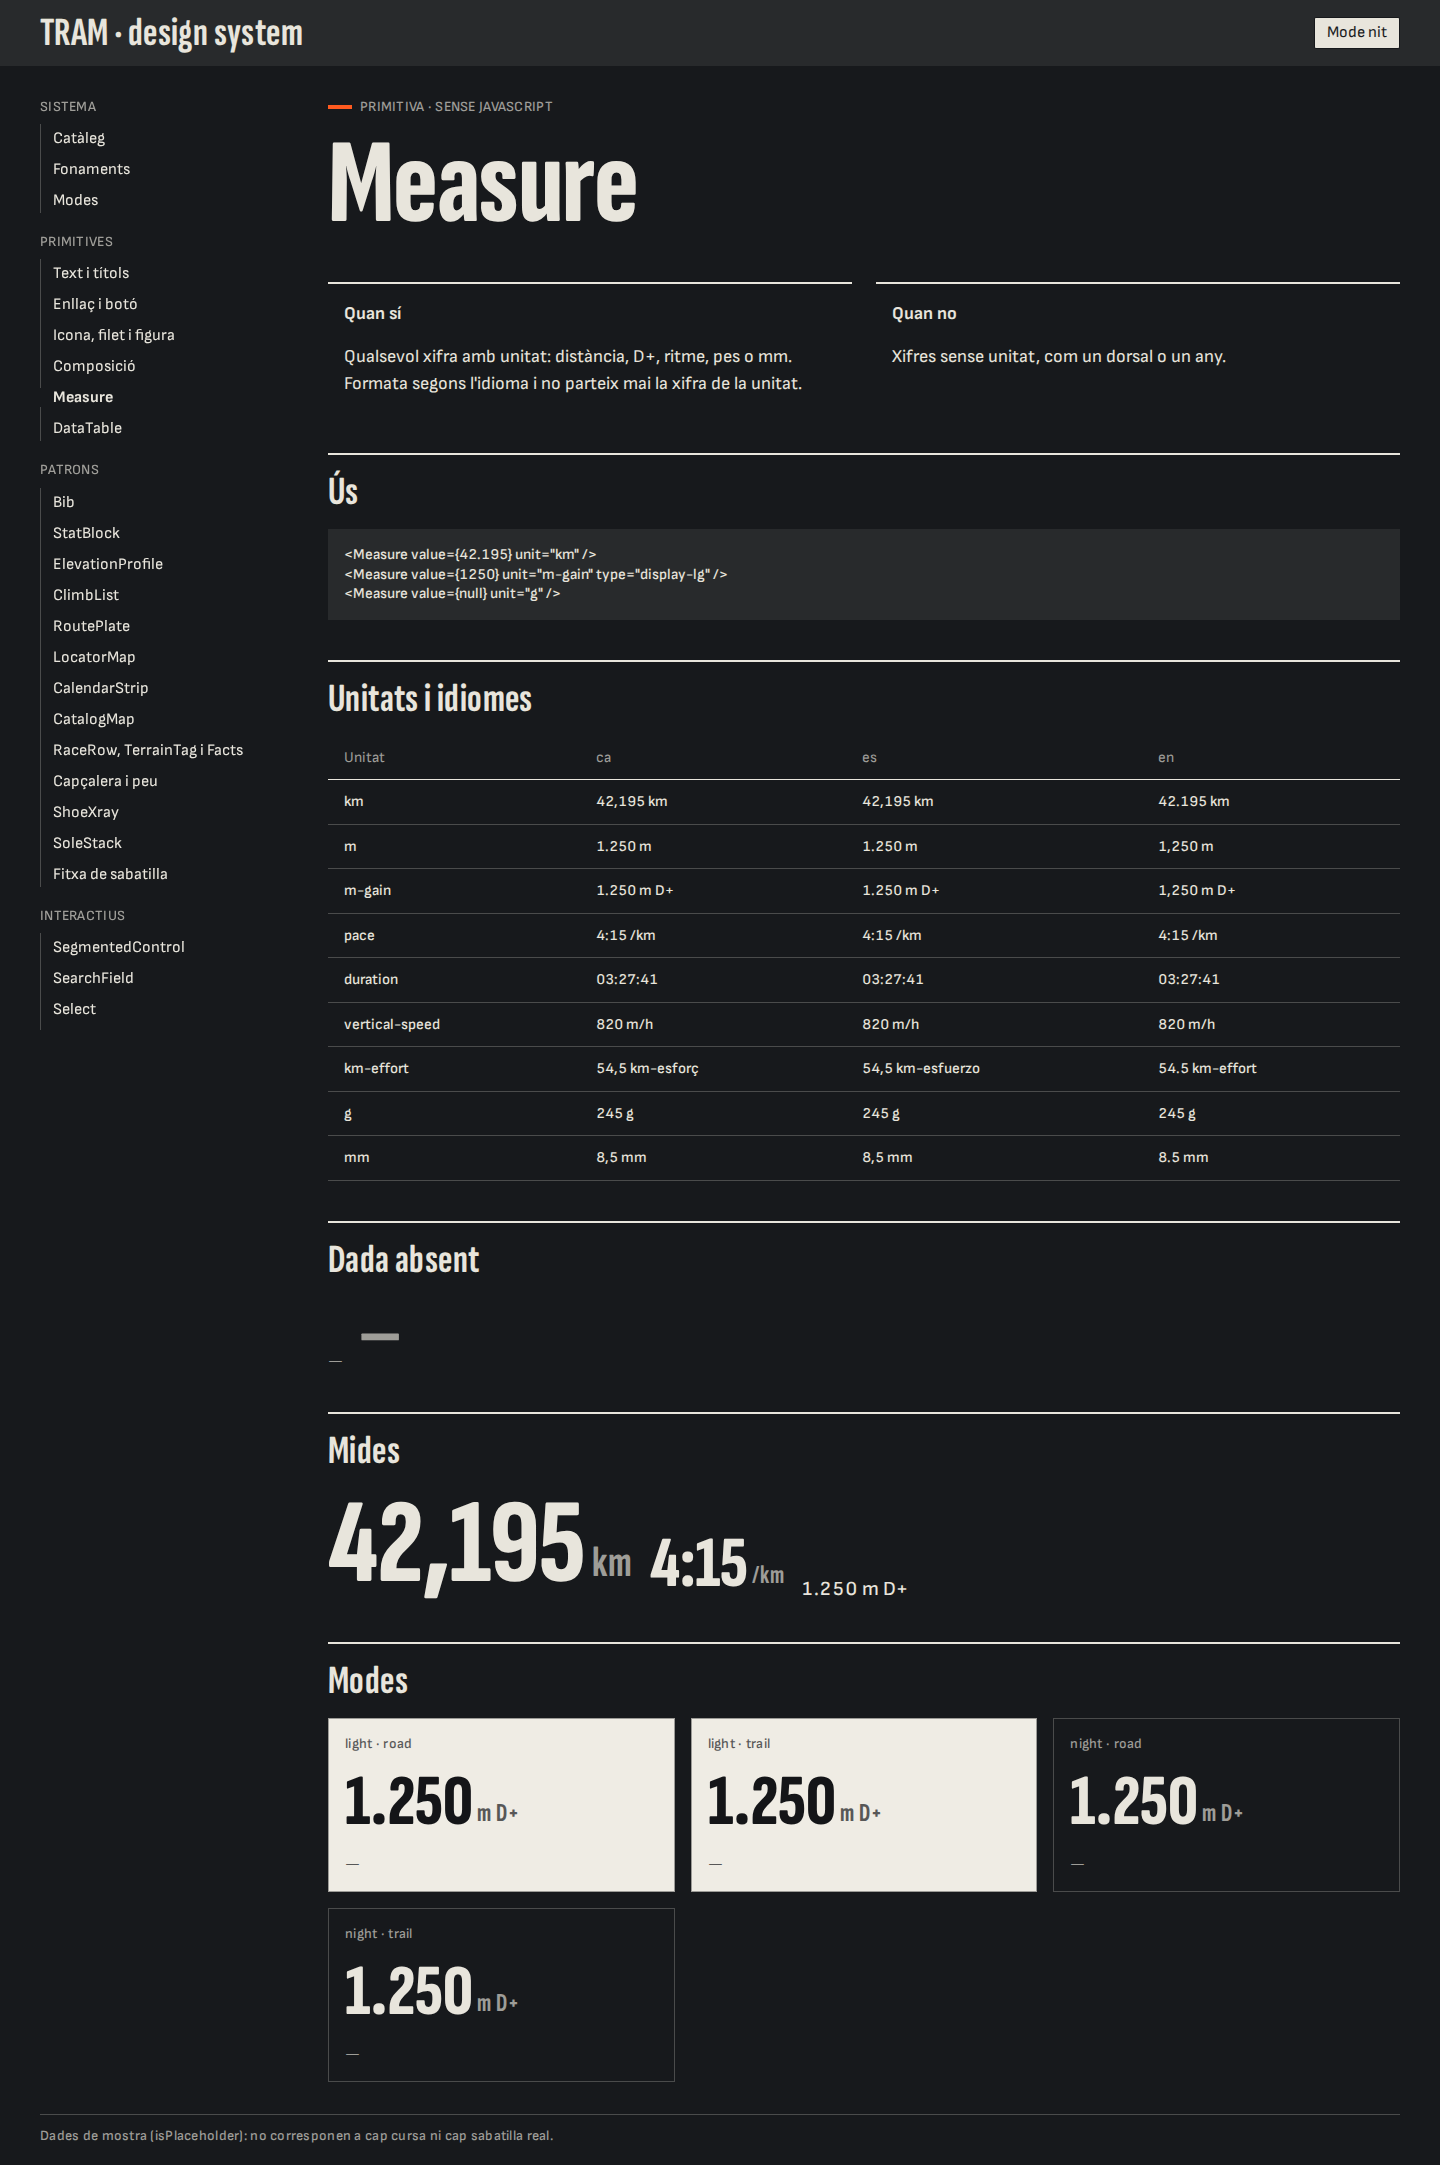 TRAM · design system
Mode nit
SISTEMA
Catàleg
Fonaments
Modes
PRIMITIVES
Text i títols
Enllaç i botó
Icona, filet i figura
Composició
Measure
DataTable
PATRONS
Bib
StatBlock
ElevationProfile
ClimbList
RoutePlate
LocatorMap
CalendarStrip
CatalogMap
RaceRow, TerrainTag i Facts
Capçalera i peu
ShoeXray
SoleStack
Fitxa de sabatilla
INTERACTIUS
SegmentedControl
SearchField
Select
PRIMITIVA · SENSE JAVASCRIPT
Measure
Quan sí
Qualsevol xifra amb unitat: distància, D+, ritme, pes o mm.
Formata segons l'idioma i no parteix mai la xifra de la unitat.
Quan no
Xifres sense unitat, com un dorsal o un any.
Ús
<Measure value={42.195} unit="km" />
<Measure value={1250} unit="m-gain" type="display-lg" />
<Measure value={null} unit="g" />
Unitats i idiomes
Unitat ca es en
km 42,195 km 42,195 km 42.195 km
m 1.250 m 1.250 m 1,250 m
m-gain 1.250 m D+ 1.250 m D+ 1,250 m D+
pace 4:15 /km 4:15 /km 4:15 /km
duration 03:27:41 03:27:41 03:27:41
vertical-speed 820 m/h 820 m/h 820 m/h
km-effort 54,5 km-esforç 54,5 km-esfuerzo 54.5 km-effort
g 245 g 245 g 245 g
mm 8,5 mm 8,5 mm 8.5 mm
Dada absent
— —
Mides
42,195 km 4:15 /km 1.250 m D+
Modes
light · road
1.250 m D+
—
light · trail
1.250 m D+
—
night · road
1.250 m D+
—
night · trail
1.250 m D+
—
Dades de mostra (isPlaceholder): no corresponen a cap cursa ni cap sabatilla real.